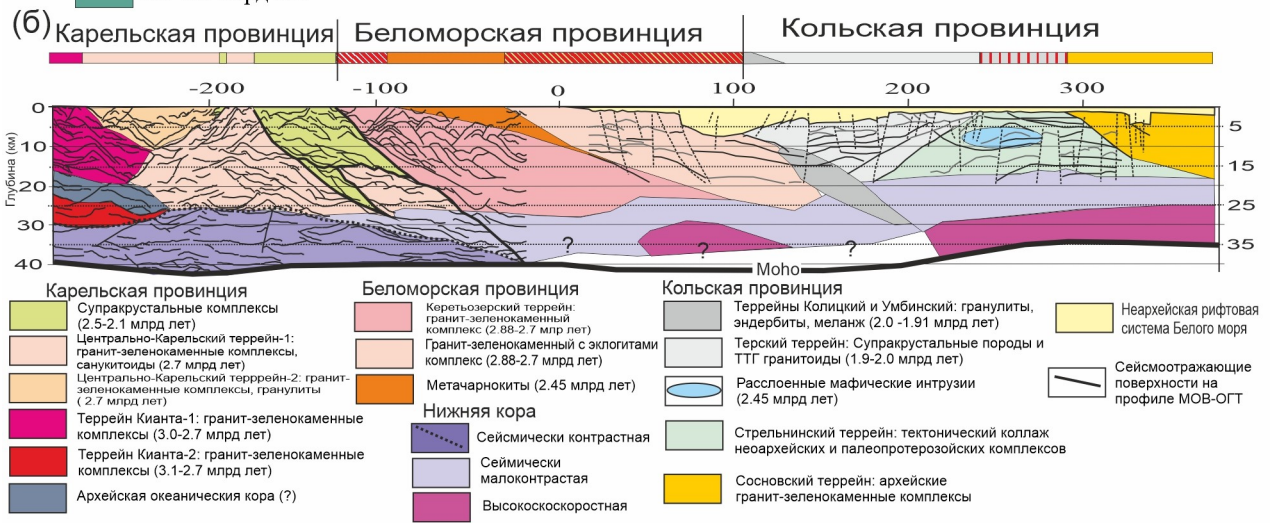 (б)
Карельская провинция
Беломорская провинция
Кольская провинция
-200 -100 0 100 200 300
Глубина (км)
0
10
20
30
40
5
15
25
35
? ? ?
Moho
Карельская провинция
Супракрустальные комплексы
(2.5-2.1 млрд лет)
Центрально-Карельский террейн-1:
гранит-зеленокаменные комплексы,
санукитоиды (2.7 млрд лет)
Центрально-Карельский терррейн-2: гранит-
зеленокаменные комплексы, гранулиты
( 2.7 млрд лет)
Террейн Кианта-1: гранит-зеленокаменные
комплексы (3.0-2.7 млрд лет)
Террейн Кианта-2: гранит-зеленокаменные
комплексы (3.1-2.7 млрд лет)
Архейская океаническая кора (?)
Беломорская провинция
Керетьозерский террейн:
гранит-зеленокаменный
комплекс (2.88-2.7 млр лет)
Гранит-зеленокаменный с эклогитами
комплекс (2.88-2.7 млрд лет)
Метачарнокиты (2.45 млрд лет)
Нижняя кора
Сейсмически контрастная
Сеймически
малоконтрастая
Высокоскоскоростная
Кольская провинция
Террейны Колицкий и Умбинский: гранулиты,
эндербиты, меланж (2.0 -1.91 млрд лет)
Терский террейн: Супракрустальные породы и
ТТГ гранитоиды (1.9-2.0 млрд лет)
Расслоенные мафические интрузии
(2.45 млрд лет)
Стрельнинский террейн: тектонический коллаж
неоархейских и палеопротерозойских комплексов
Сосновский террейн: архейские
гранит-зеленокаменные комплексы
Неархейская рифтовая
система Белого моря
Сейсмоотражающие
поверхности на
профиле МОВ-ОГТ